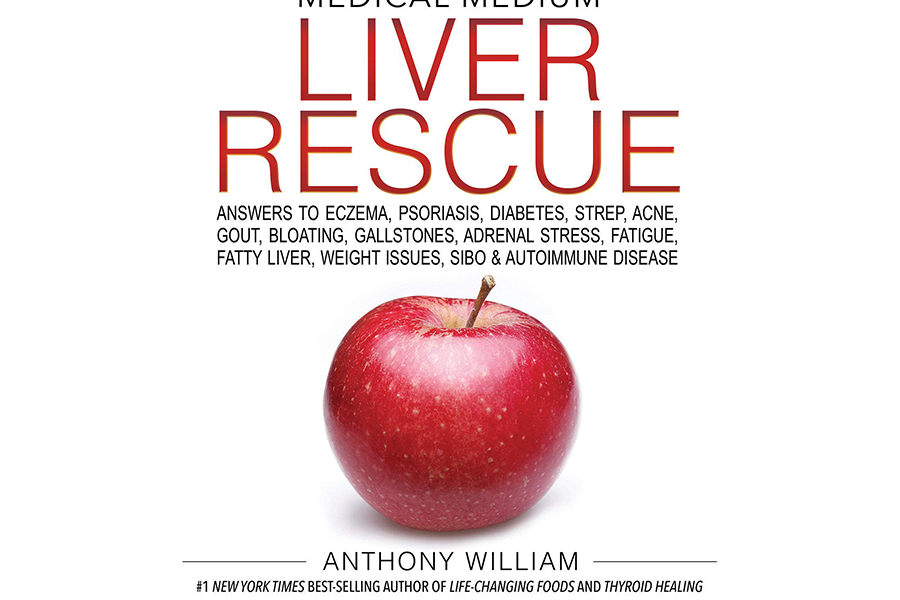 MEDICAL MEDIUM
LIVER
RESCUE
ANSWERS TO ECZEMA, PSORIASIS, DIABETES, STREP, ACNE,
GOUT, BLOATING, GALLSTONES, ADRENAL STRESS, FATIGUE,
FATTY LIVER, WEIGHT ISSUES, SIBO & AUTOIMMUNE DISEASE
ANTHONY WILLIAM
#1 NEW YORK TIMES BEST-SELLING AUTHOR OF LIFE-CHANGING FOODS AND THYROID HEALING